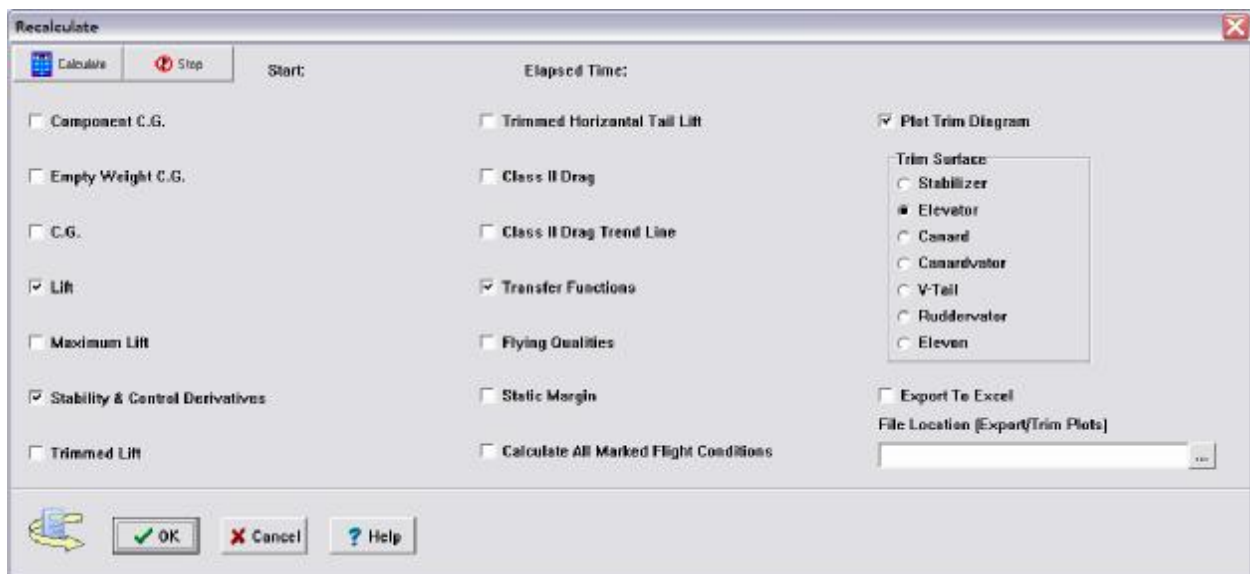 Recalculate
Calculate
Stop
Start:
Elapsed Time:
Component C.G.
Empty Weight C.G.
C.G.
Lift
Maximum Lift
Stability & Control Derivatives
Trimmed Lift
Trimmed Horizontal Tail Lift
Class II Drag
Class II Drag Trend Line
Transfer Functions
Flying Qualities
Static Margin
Calculate All Marked Flight Conditions
Plot Trim Diagram
Trim Surface
Stabilizer
Elevator
Canard
Canardvator
V-Tail
Ruddervator
Elevon
Export To Excel
File Location (Export/Trim Plots)
...
OK
Cancel
? Help